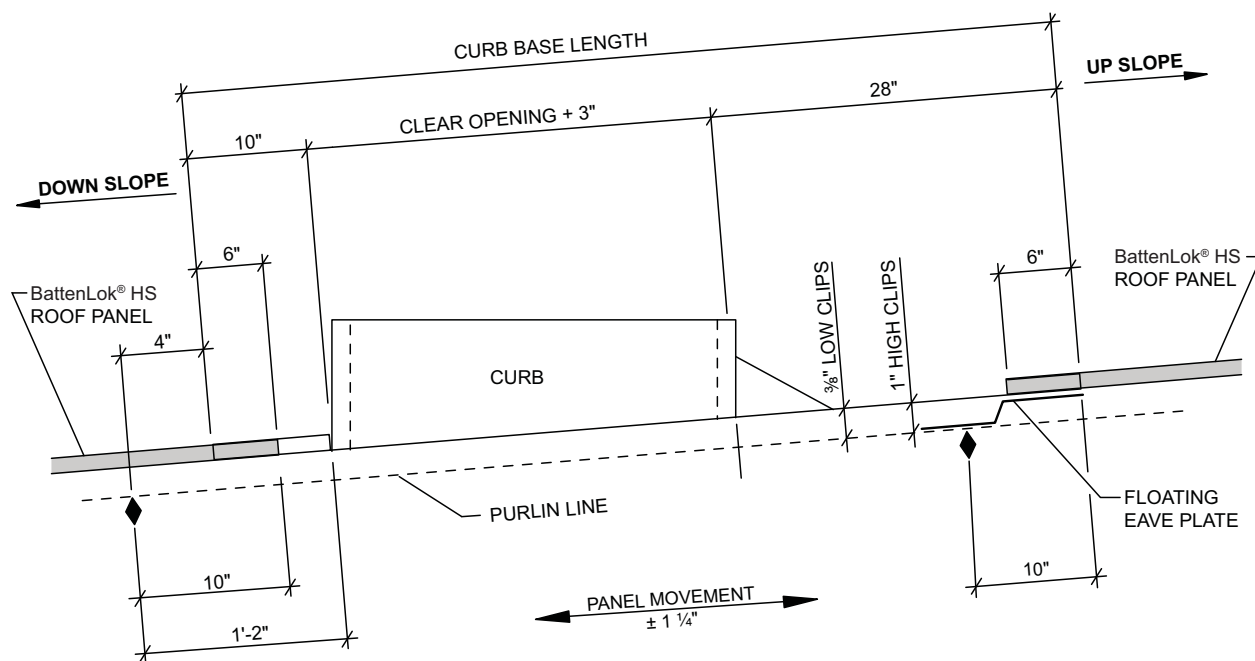 CURB BASE LENGTH
UP SLOPE
28"
CLEAR OPENING + 3"
10"
DOWN SLOPE
6"
6"
BattenLok® HS
ROOF PANEL
BattenLok® HS
ROOF PANEL
4"
⅜" LOW CLIPS
1" HIGH CLIPS
CURB
PURLIN LINE
FLOATING
EAVE PLATE
10"
10"
PANEL MOVEMENT
± 1 ¼"
1'-2"